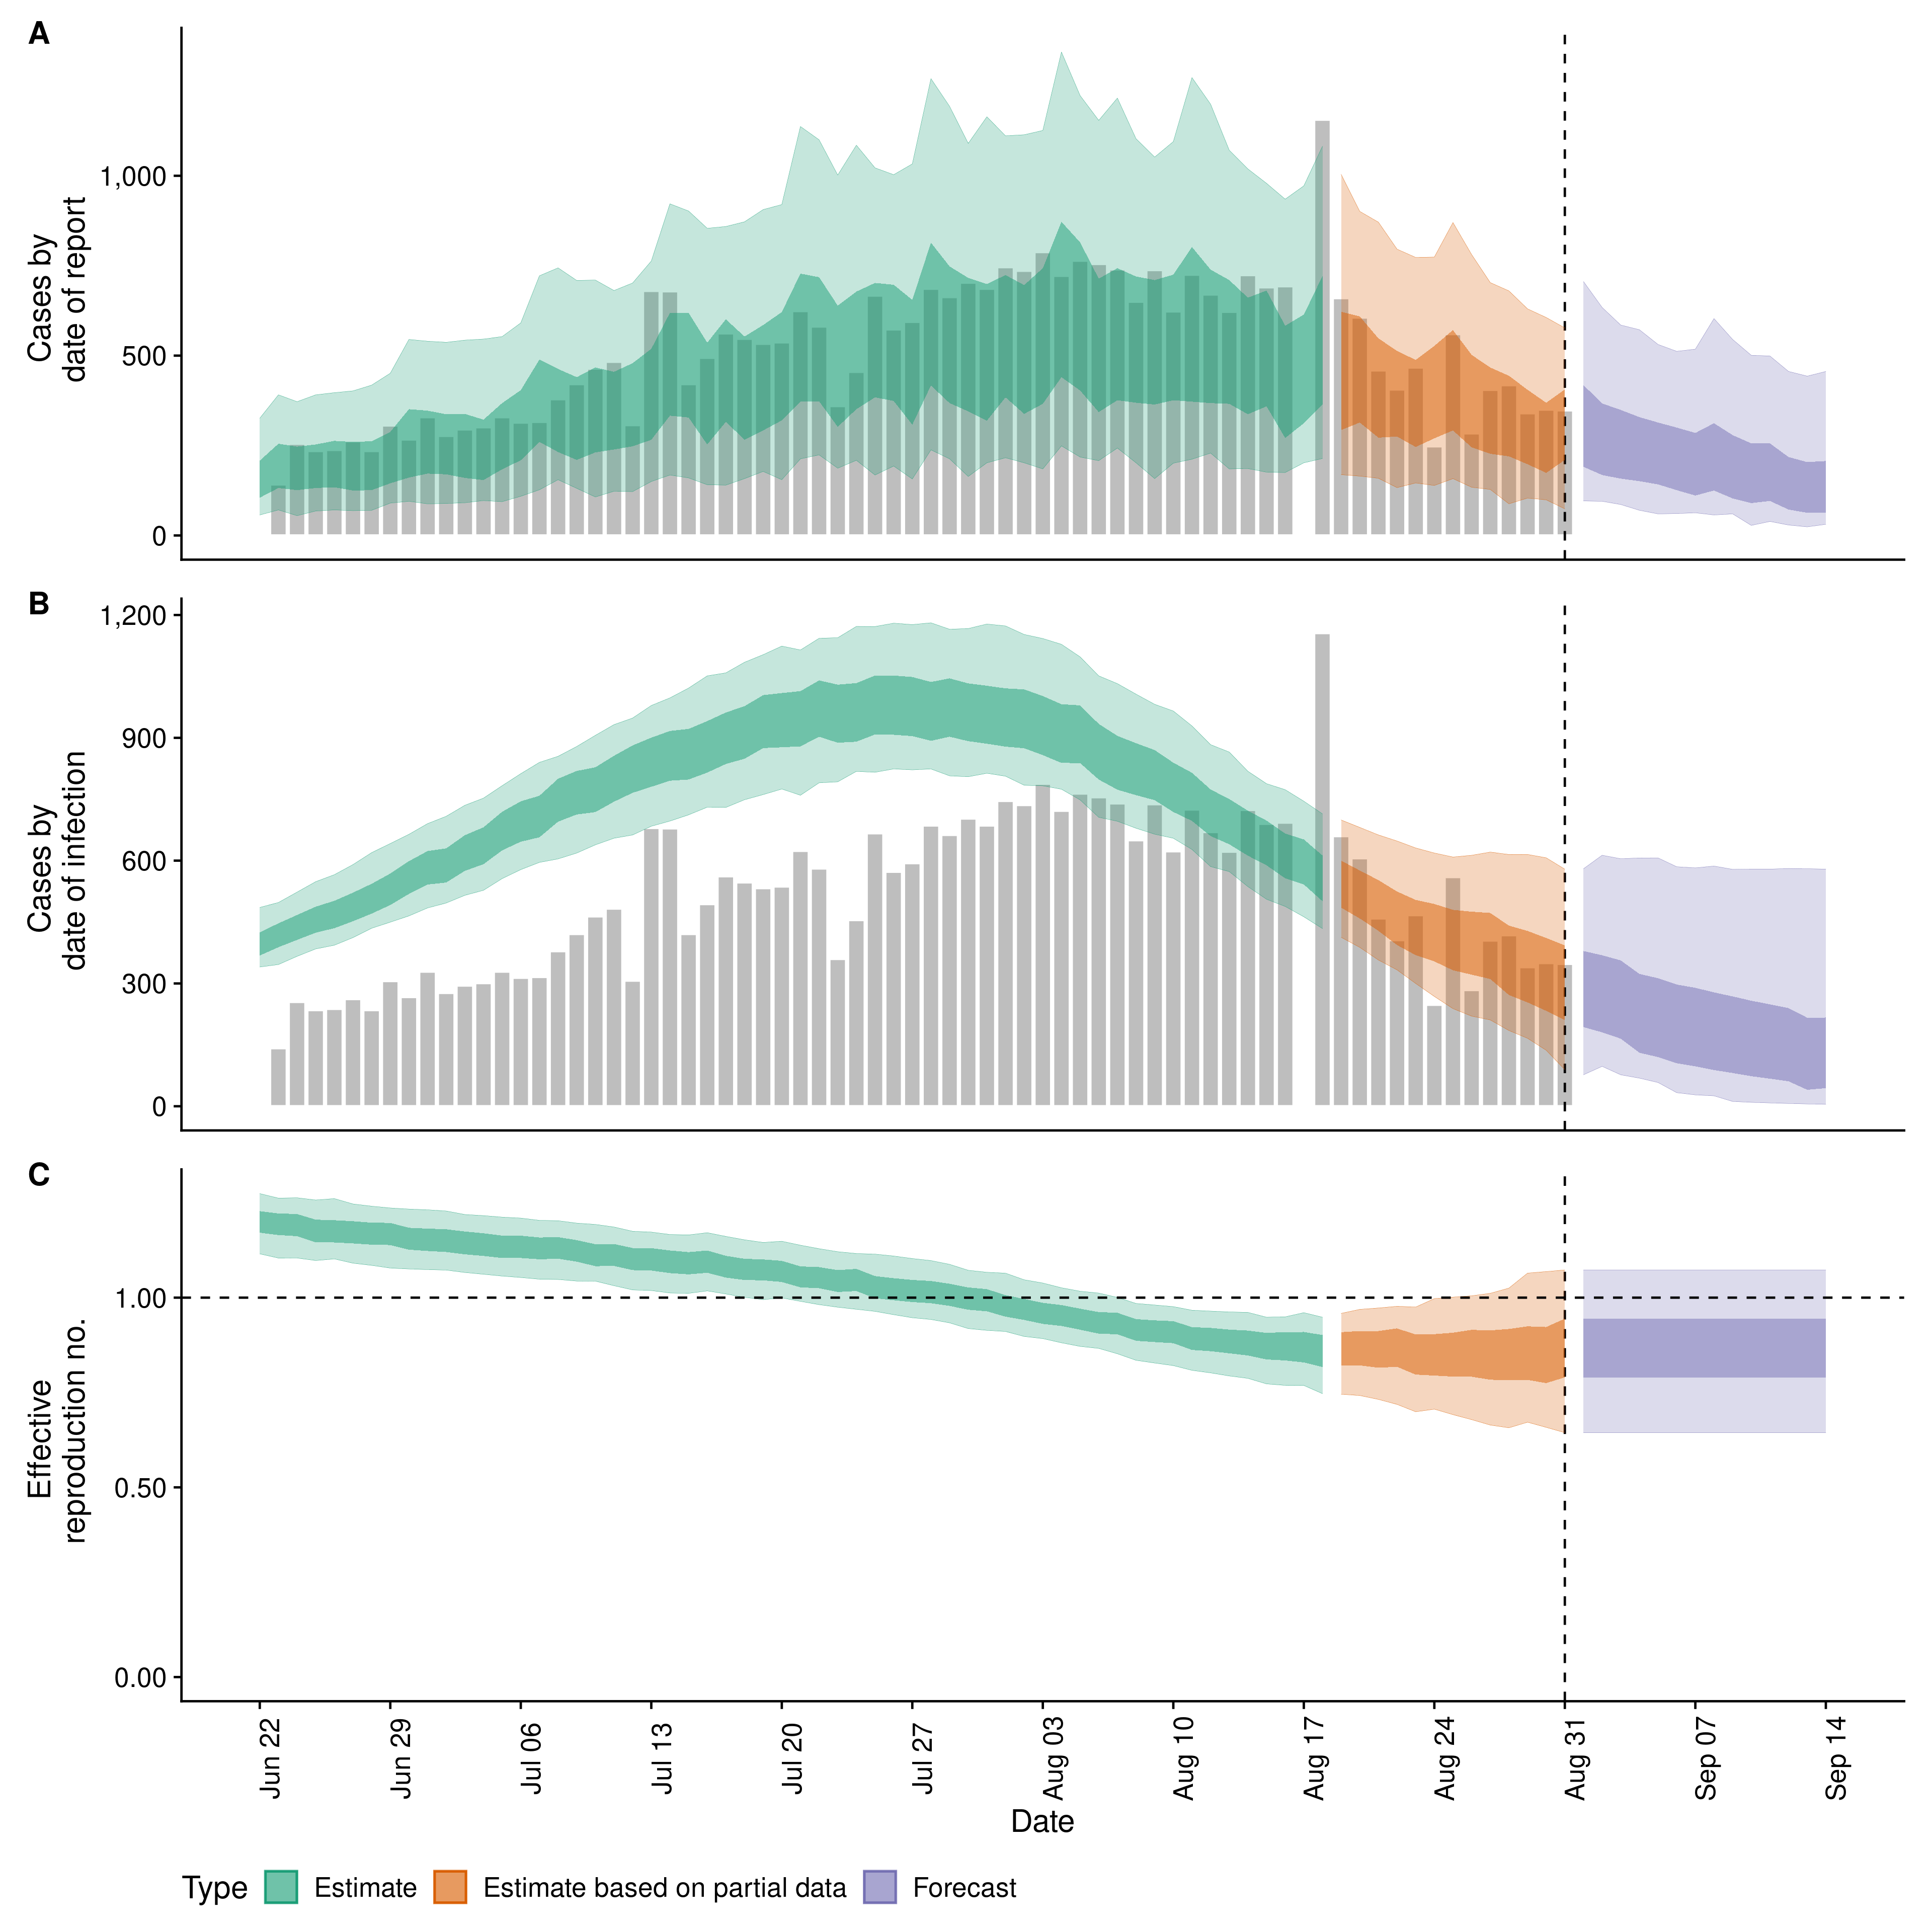 A
Cases by
date of report
1,000
500
0
B
Cases by
date of infection
1,200
900
600
300
0
C
Effective
reproduction no.
1.00
0.50
0.00
Jun 22
Jun 29
Jul 06
Jul 13
Jul 20
Jul 27
Aug 03
Aug 10
Aug 17
Aug 24
Aug 31
Sep 07
Sep 14
Date
Type Estimate Estimate based on partial data Forecast